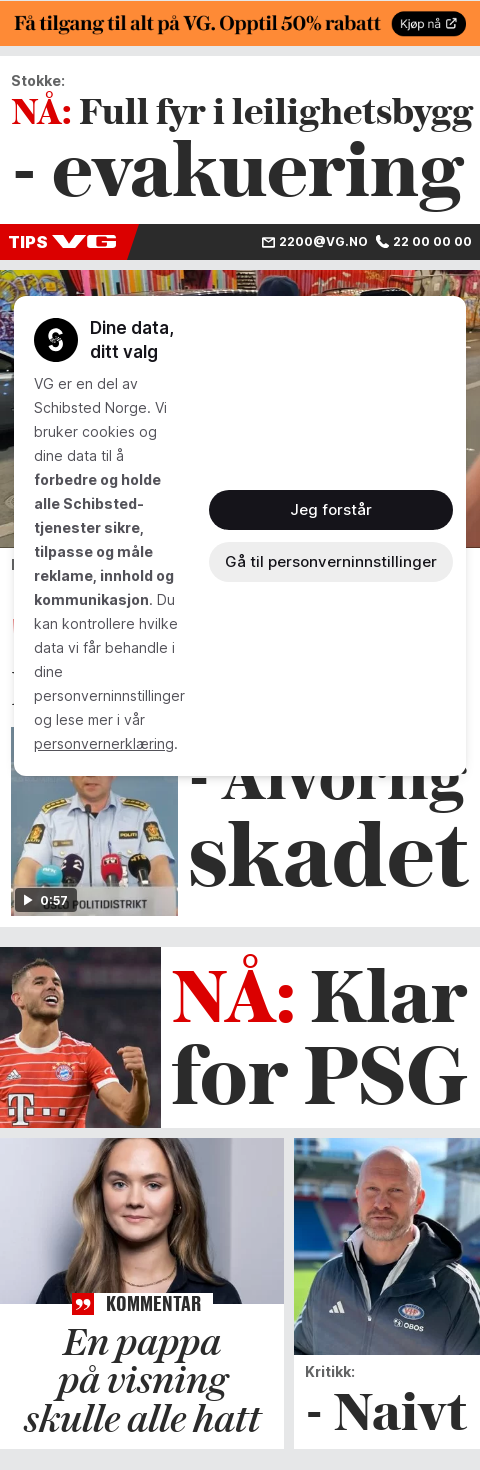 Få tilgang til alt på VG. Opptil 50% rabatt
Kjøp nå
Stokke:
NÅ: Full fyr i leilighetsbygg
- evakuering
TIPS VG
2200@VG.NO 22 00 00 00
Dine data,
ditt valg
VG er en del av
Schibsted Norge. Vi
bruker cookies og
dine data til å
forbedre og holde
alle Schibsted-
tjenester sikre,
tilpasse og måle
reklame, innhold og
kommunikasjon. Du
kan kontrollere hvilke
data vi får behandle i
dine
personverninnstillinger
og lese mer i vår
personvernerklæring.
Jeg forstår
Gå til personverninnstillinger
- Alvorlig
skadet
POLITI
OSLO POLITIDISTRIKT
0:57
NÅ: Klar
for PSG
KOMMENTAR
En pappa
på visning
skulle alle hatt
OBOS
Kritikk:
- Naivt